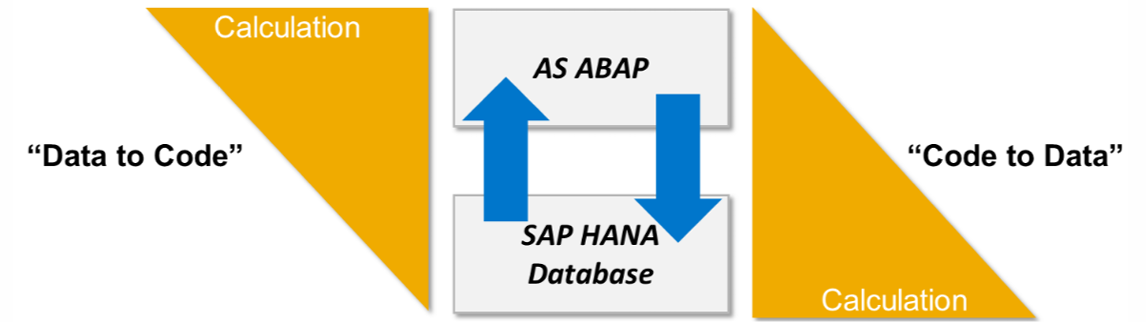 Calculation
AS ABAP
“Data to Code”
“Code to Data”
SAP HANA
Database
Calculation